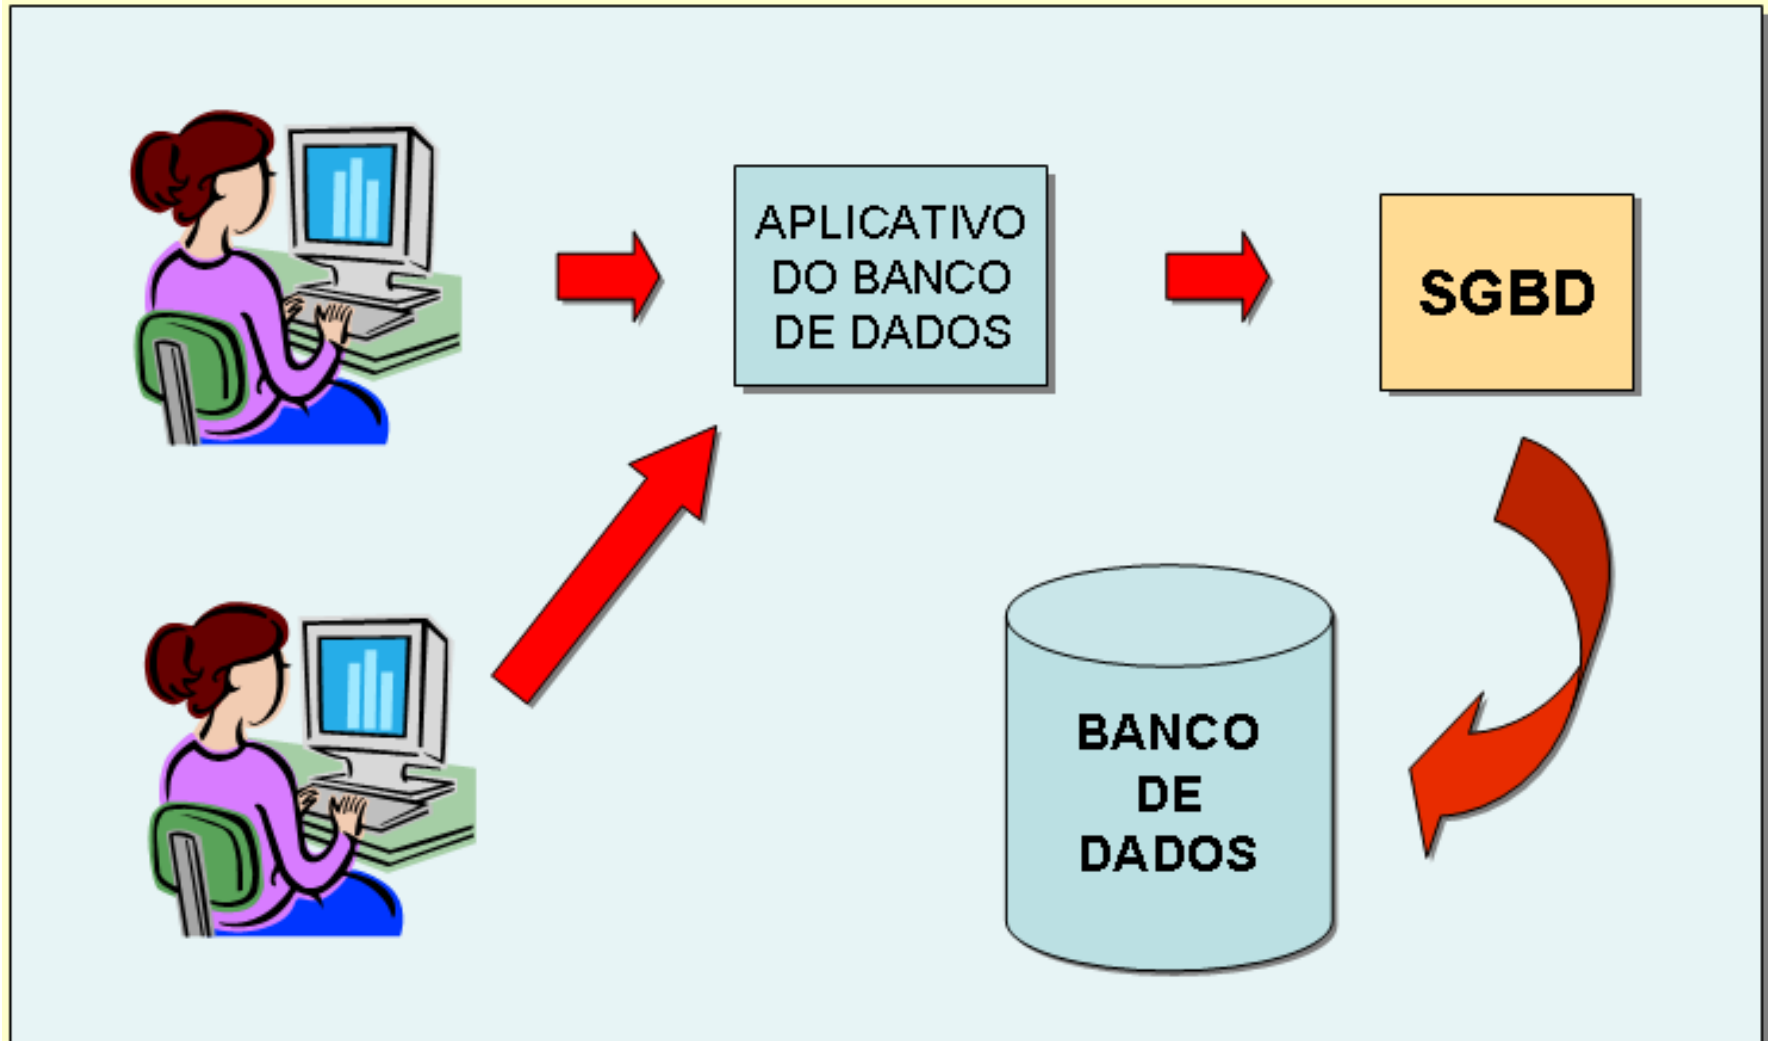 APLICATIVO
DO BANCO
DE DADOS
SGBD
BANCO
DE
DADOS